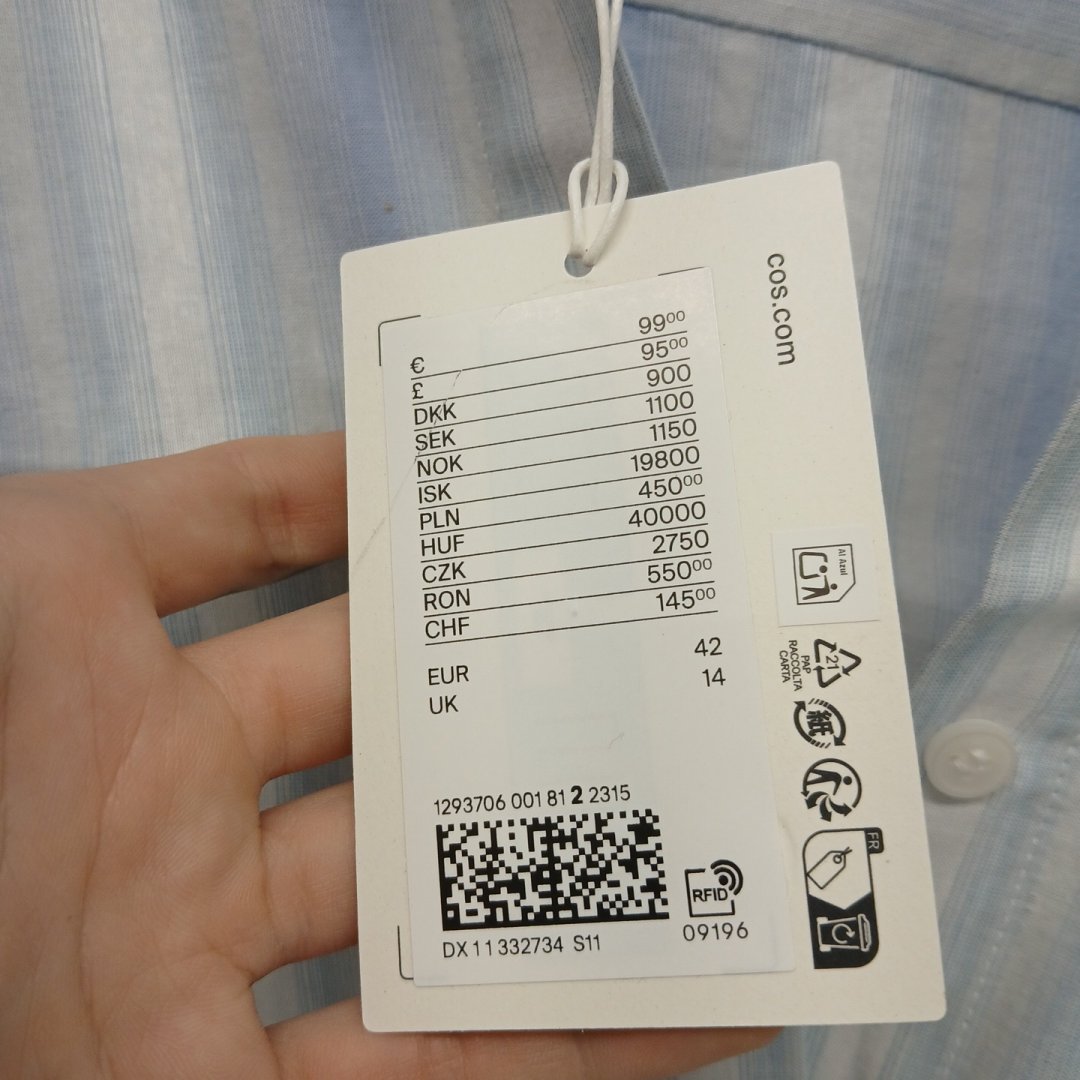 cos.com
€ 99⁰⁰
£ 95⁰⁰
DKK 900
SEK 1100
NOK 1150
ISK 19800
PLN 450⁰⁰
HUF 40000
CZK 2750
RON 550⁰⁰
CHF 145⁰⁰
EUR 42
UK 14
1293706 001 81 2 2315
RFID
DX 11 332734 S11
09196
Al Azul
21
PAP
RACCOLTA
CARTA
紙
FR